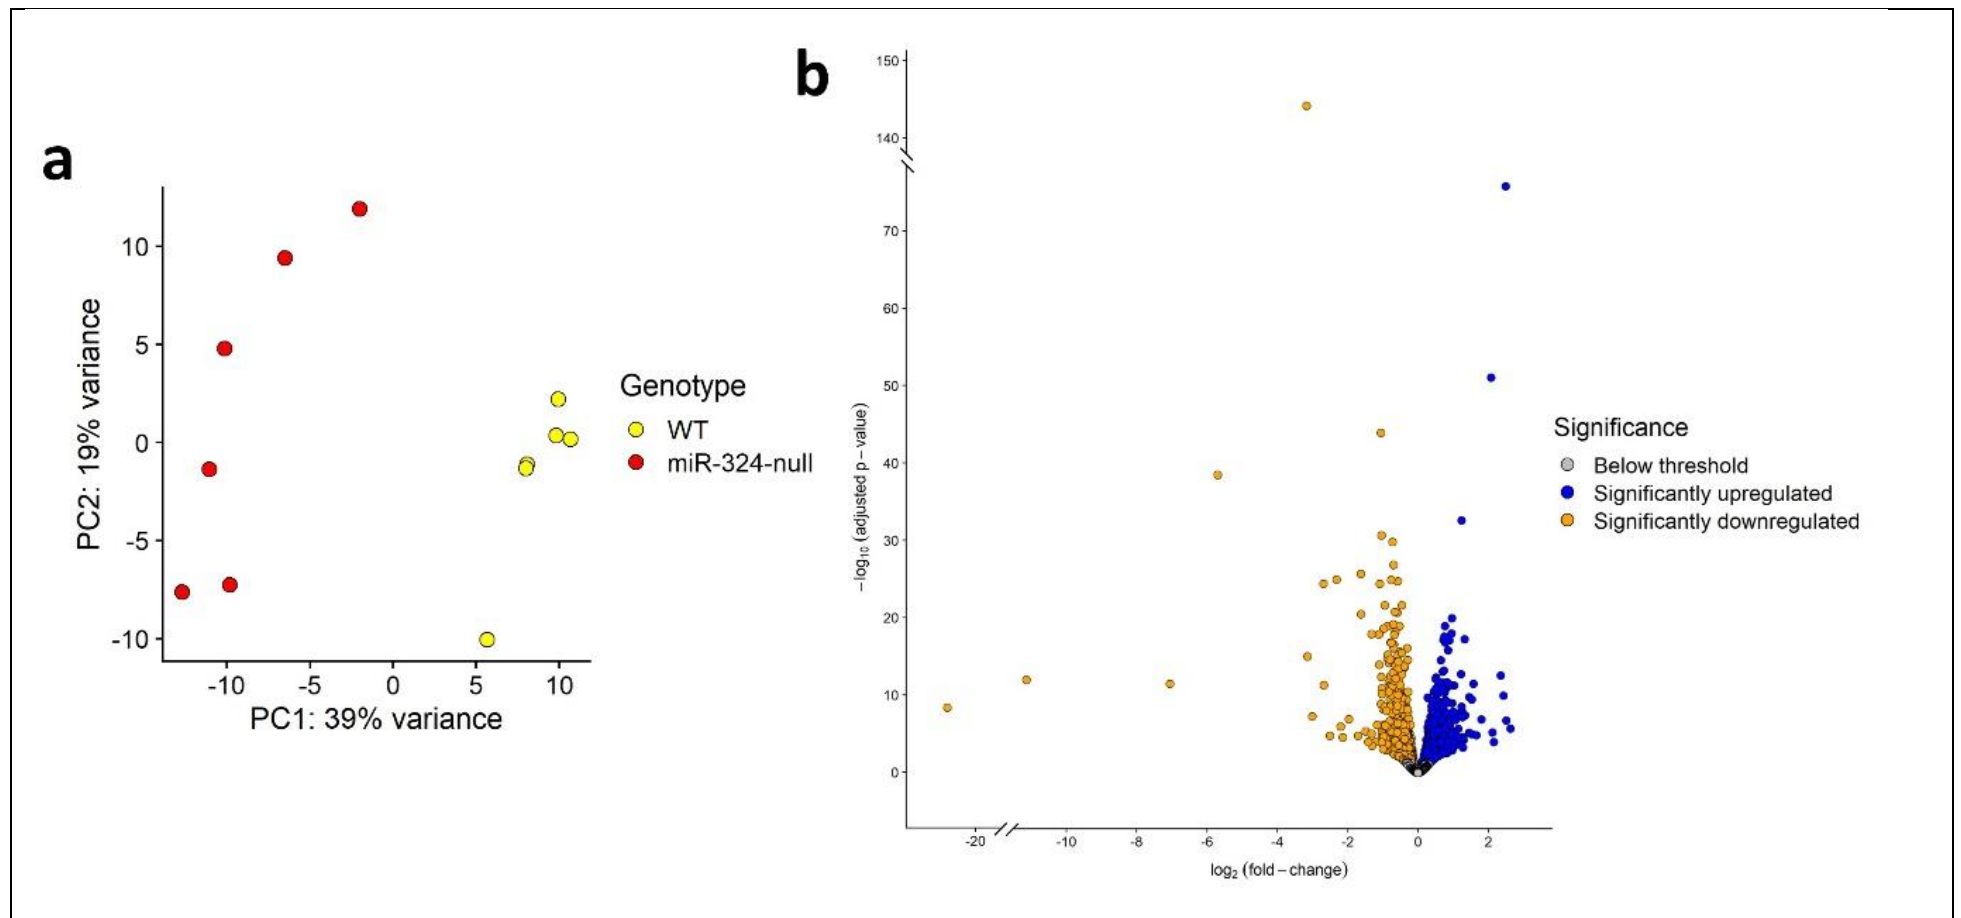 a
10
5
0
-5
-10
PC2: 19% variance
-10 -5 0 5 10
PC1: 39% variance
Genotype
WT
miR-324-null
b
150
140
70
60
50
40
30
20
10
0
−log10 (adjusted p − value)
-20 -10 -8 -6 -4 -2 0 2
log2 (fold − change)
Significance
Below threshold
Significantly upregulated
Significantly downregulated